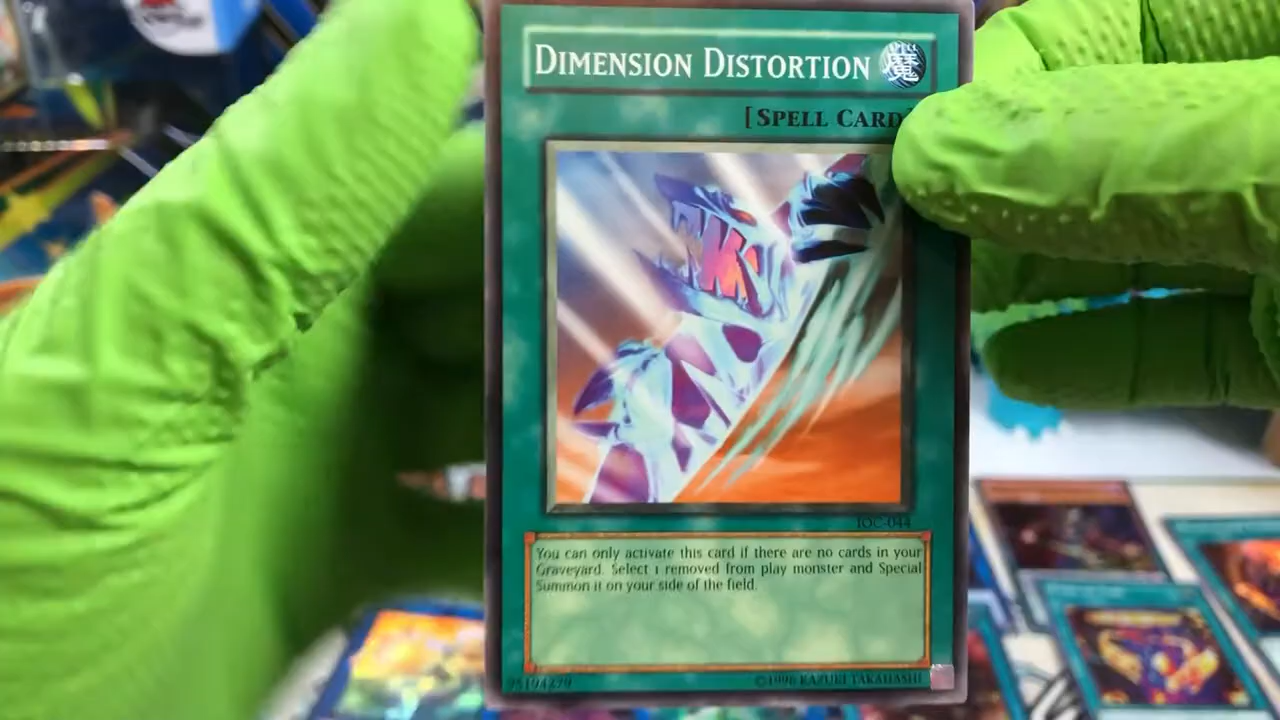 DIMENSION DISTORTION 魔
[SPELL CARD
IOC-044
You can only activate this card if there are no cards in your
Graveyard. Select 1 removed from play monster and Special
Summon it on your side of the field.
©1996 KAZUKI TAKAHASHI